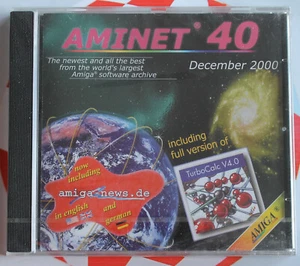 AMINET® 40
The newest and all the best
from the world's largest
Amiga® software archive
December 2000
including
full version of
TurboCalc V4.0
now
including
amiga-news.de
in english
and
german
AMIGA